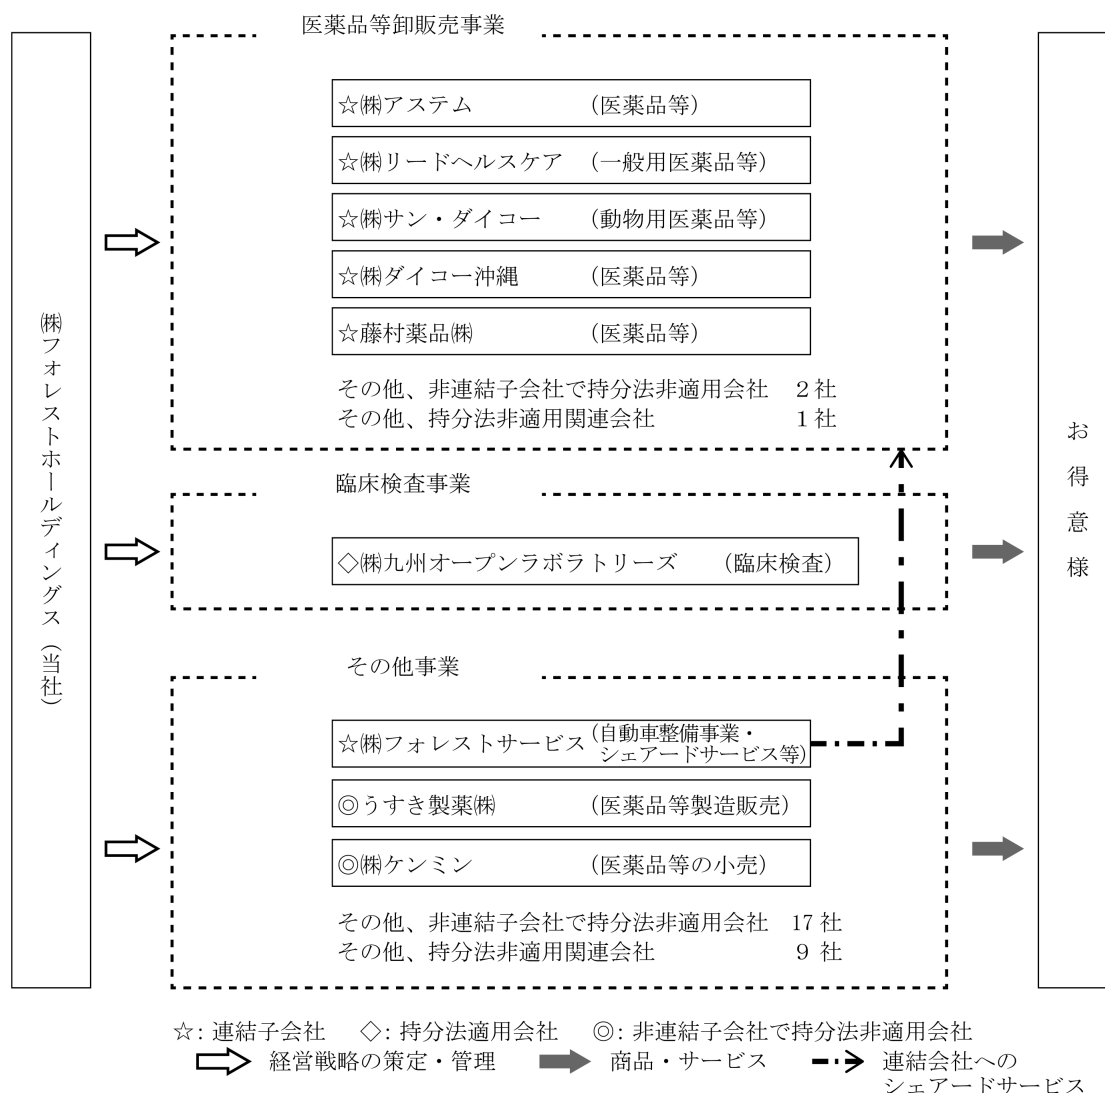 医薬品等卸販売事業
☆㈱アステム （医薬品等）
☆㈱リードヘルスケア （一般用医薬品等）
☆㈱サン・ダイコー （動物用医薬品等）
☆㈱ダイコー沖縄 （医薬品等）
☆藤村薬品㈱ （医薬品等）
その他、非連結子会社で持分法非適用会社 2 社
その他、持分法非適用関連会社 1 社
㈱フォレストホールディングス（当社）
お得意様
臨床検査事業
◇㈱九州オープンラボラトリーズ （臨床検査）
その他事業
☆㈱フォレストサービス （自動車整備事業・
シェアードサービス等）
◎うすき製薬㈱ （医薬品等製造販売）
◎㈱ケンミン （医薬品等の小売）
その他、非連結子会社で持分法非適用会社 17 社
その他、持分法非適用関連会社 9 社
☆: 連結子会社 ◇: 持分法適用会社 ◎: 非連結子会社で持分法非適用会社
経営戦略の策定・管理 商品・サービス 連結会社への
シェアードサービス